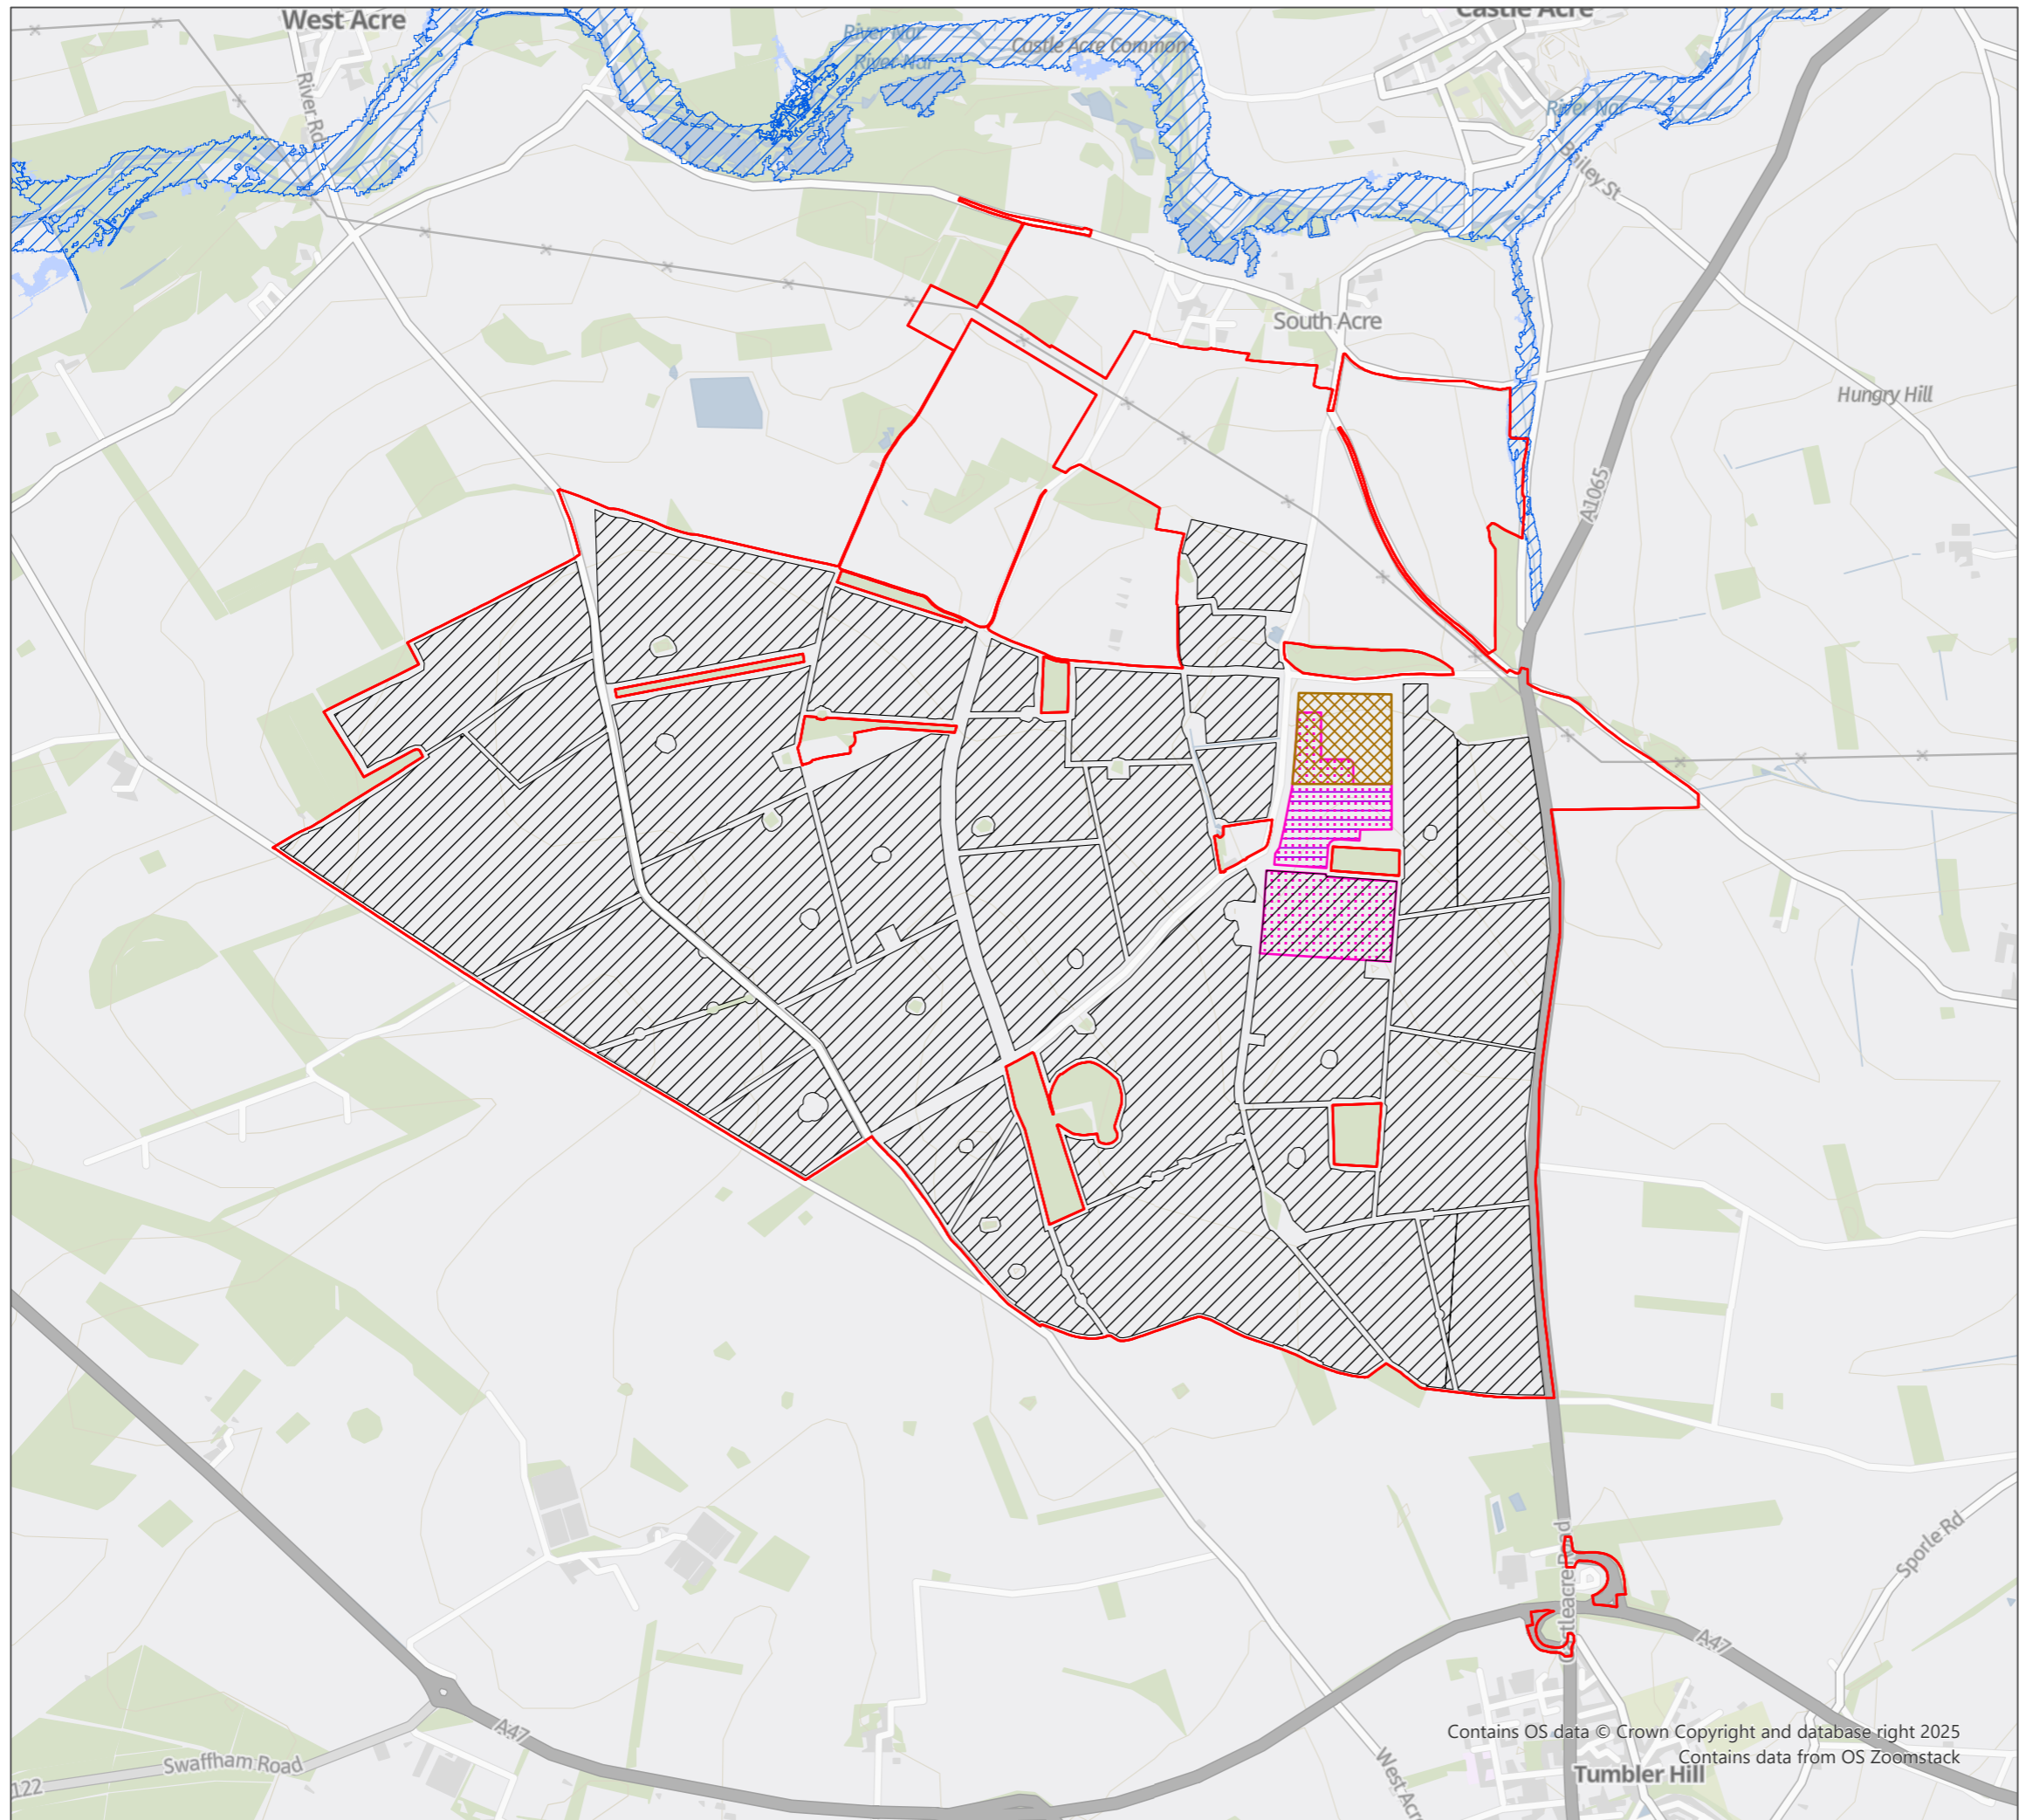 West Acre
Castle Acre
River Nar
Castle Acre Common
River Nar
River Rd
River Nar
Bailey St
South Acre
Hungry Hill
A1065
Castleacre Road
Sporle Rd
A47
A47
Swaffham Road
122
West Acre
Contains OS data © Crown Copyright and database right 2025
Contains data from OS Zoomstack
Tumbler Hill